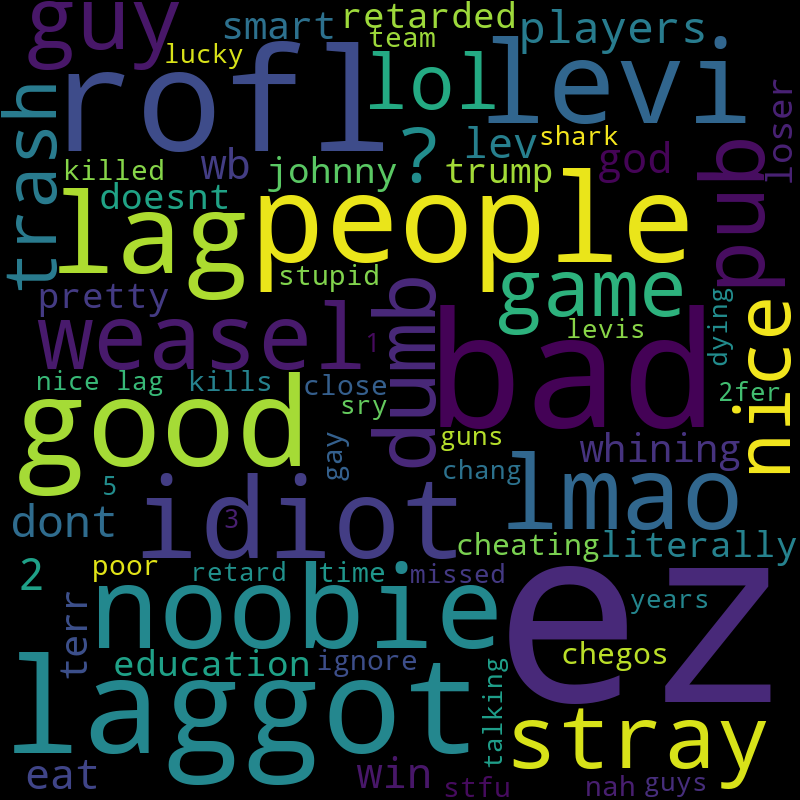 guy
smart
retarded
team
players
lucky
rofl
lol
levi
trash
?
lev
shark
god
loser
killed
wb
johnny
trump
doesnt
pub
lag
people
stupid
game
pretty
weasel
1
dumb
bad
levis
dying
nice
nice lag
kills
close
2fer
sry
good
gay
guns
whining
chang
5
idiot
3
lmao
dont
cheating
literally
2
poor
retard
time
missed
noobie
ez
years
terr
education
ignore
chegos
laggot
talking
stray
eat
win
stfu
nah
guys